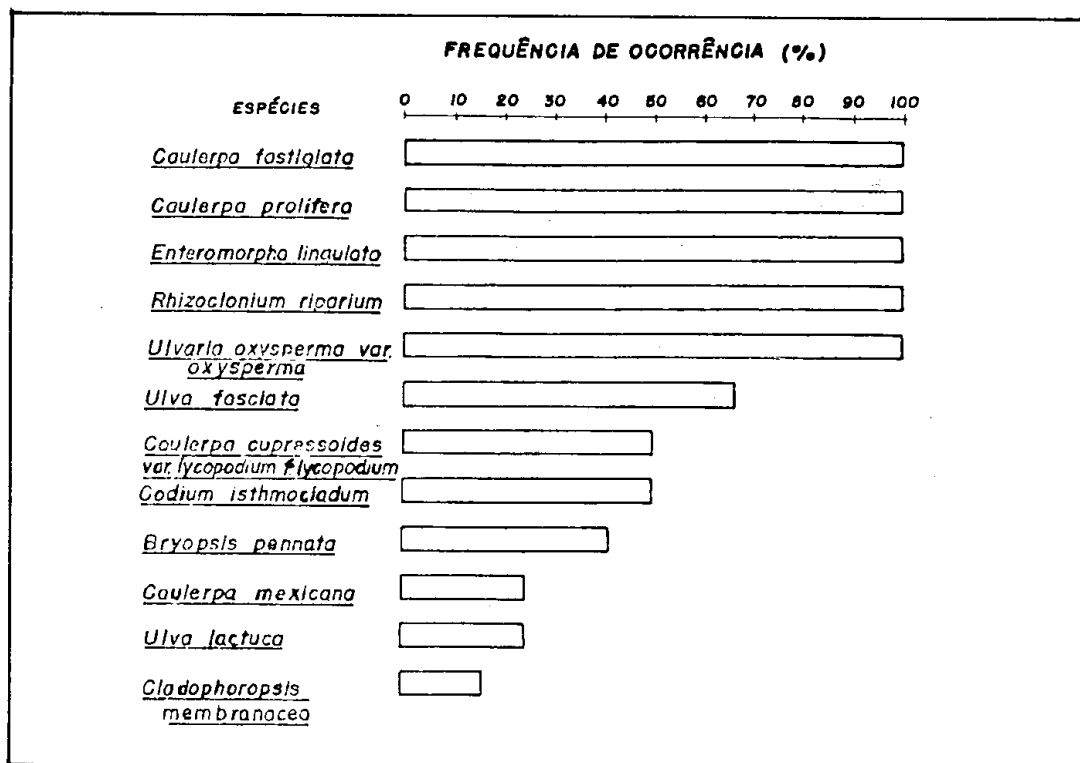 FREQUÊNCIA DE OCORRÊNCIA (%)
ESPÉCIES 0 10 20 30 40 50 60 70 80 90 100
Caulerpa fastigiata
Caulerpa prolifera
Enteromorpha lingulata
Rhizoclonium riparium
Ulvaria oxysperma var.
oxysperma
Ulva fasciata
Caulerpa cupressoides
var. lycopodium f. lycopodium
Codium isthmocladum
Bryopsis pennata
Caulerpa mexicana
Ulva lactuca
Cladophoropsis
membranacea